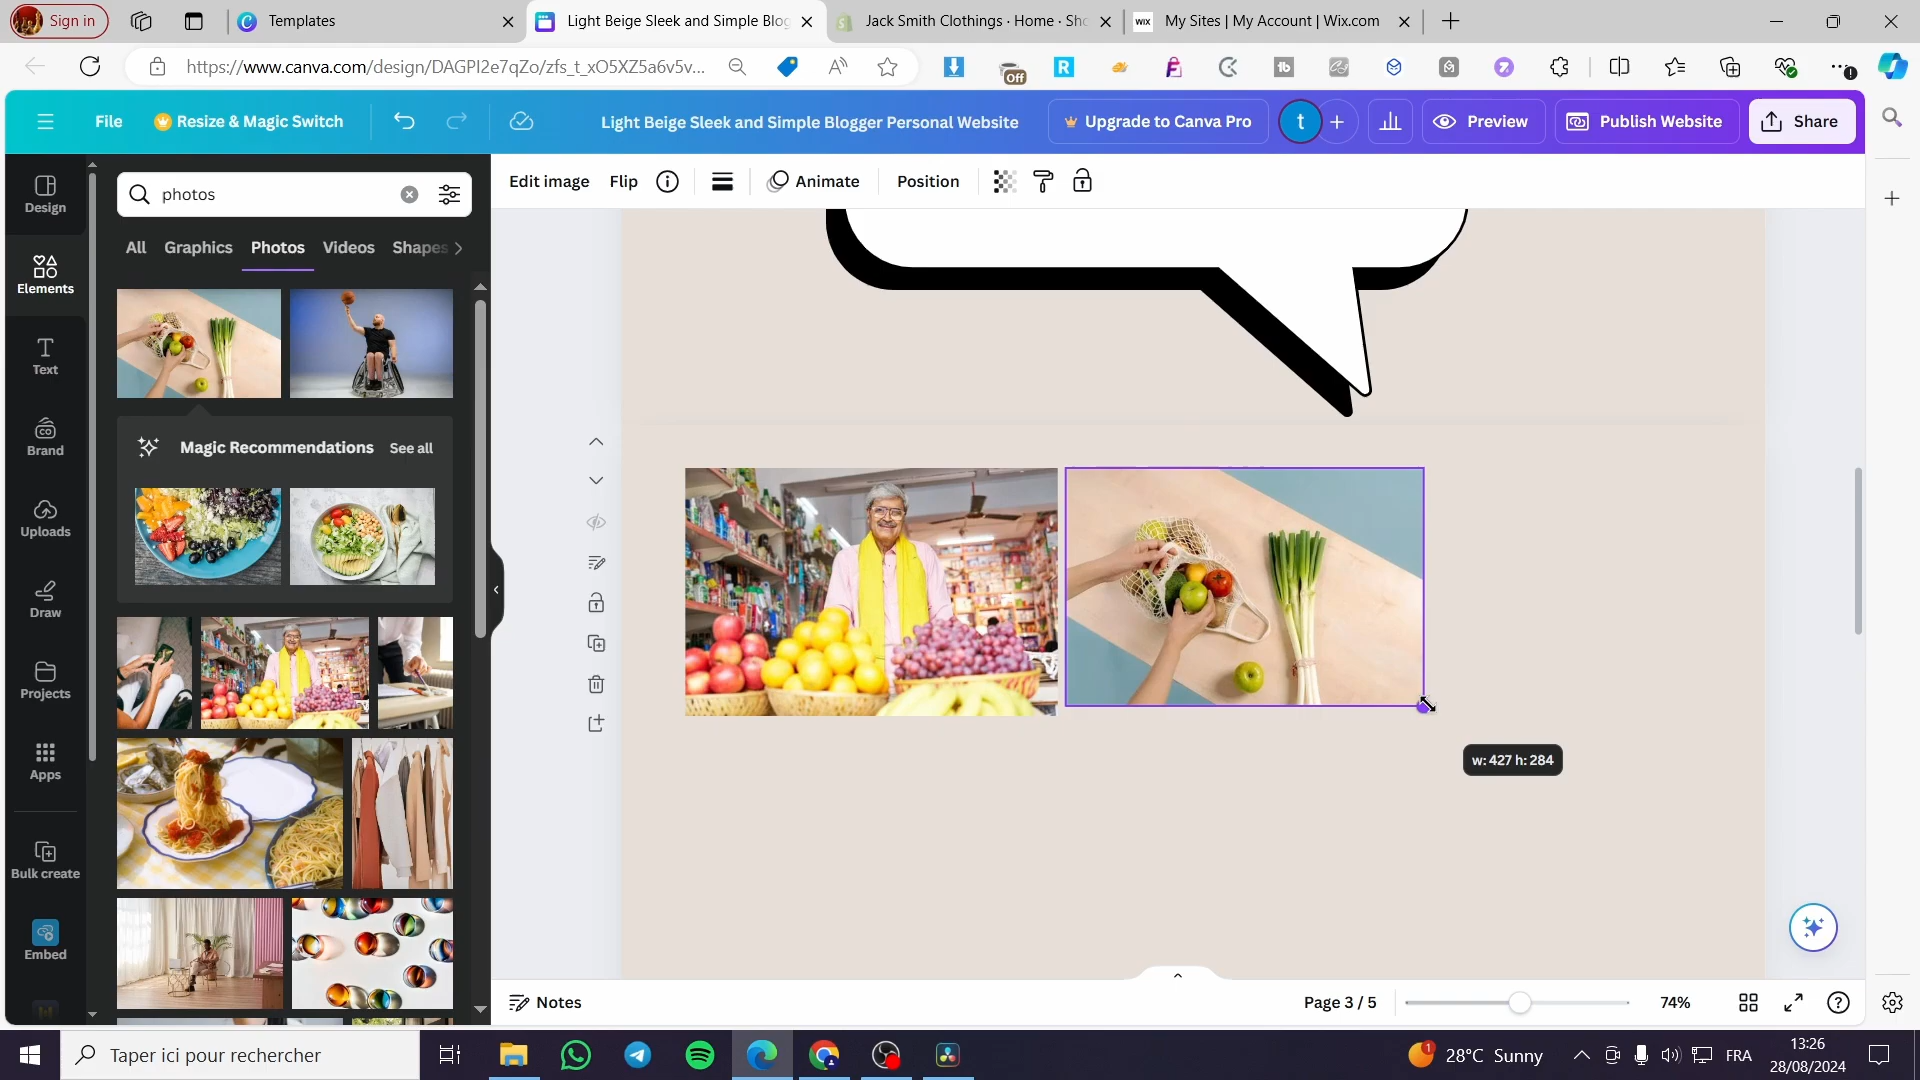 Sign in
Templates
Light Beige Sleek and Simple Blog
Jack Smith Clothings · Home · Sho
WIX
My Sites | My Account | Wix.com
https://www.canva.com/design/DAGPI2e7qZo/zfs_t_xO5XZ5a6v5v...
Off
File
Resize & Magic Switch
Light Beige Sleek and Simple Blogger Personal Website
Upgrade to Canva Pro
t
Preview
Publish Website
Share
Design
Elements
Text
Brand
Uploads
Draw
Projects
Apps
Bulk create
Embed
photos
All
Graphics
Photos
Videos
Shapes
Magic Recommendations
See all
Edit image
Flip
Animate
Position
w: 427 h: 284
Notes
Page 3 / 5
74%
Taper ici pour rechercher
1
28°C Sunny
FRA
13:26
28/08/2024